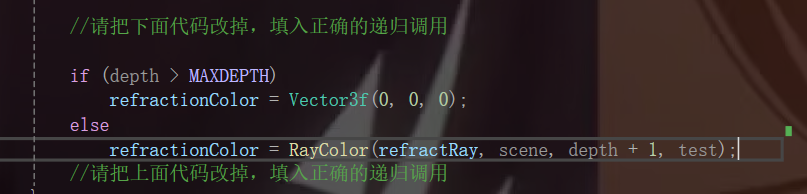 //请把下面代码改掉，填入正确的递归调用
if (depth > MAXDEPTH)
refractionColor = Vector3f(0, 0, 0);
else
refractionColor = RayColor(refractRay, scene, depth + 1, test);
//请把上面代码改掉，填入正确的递归调用